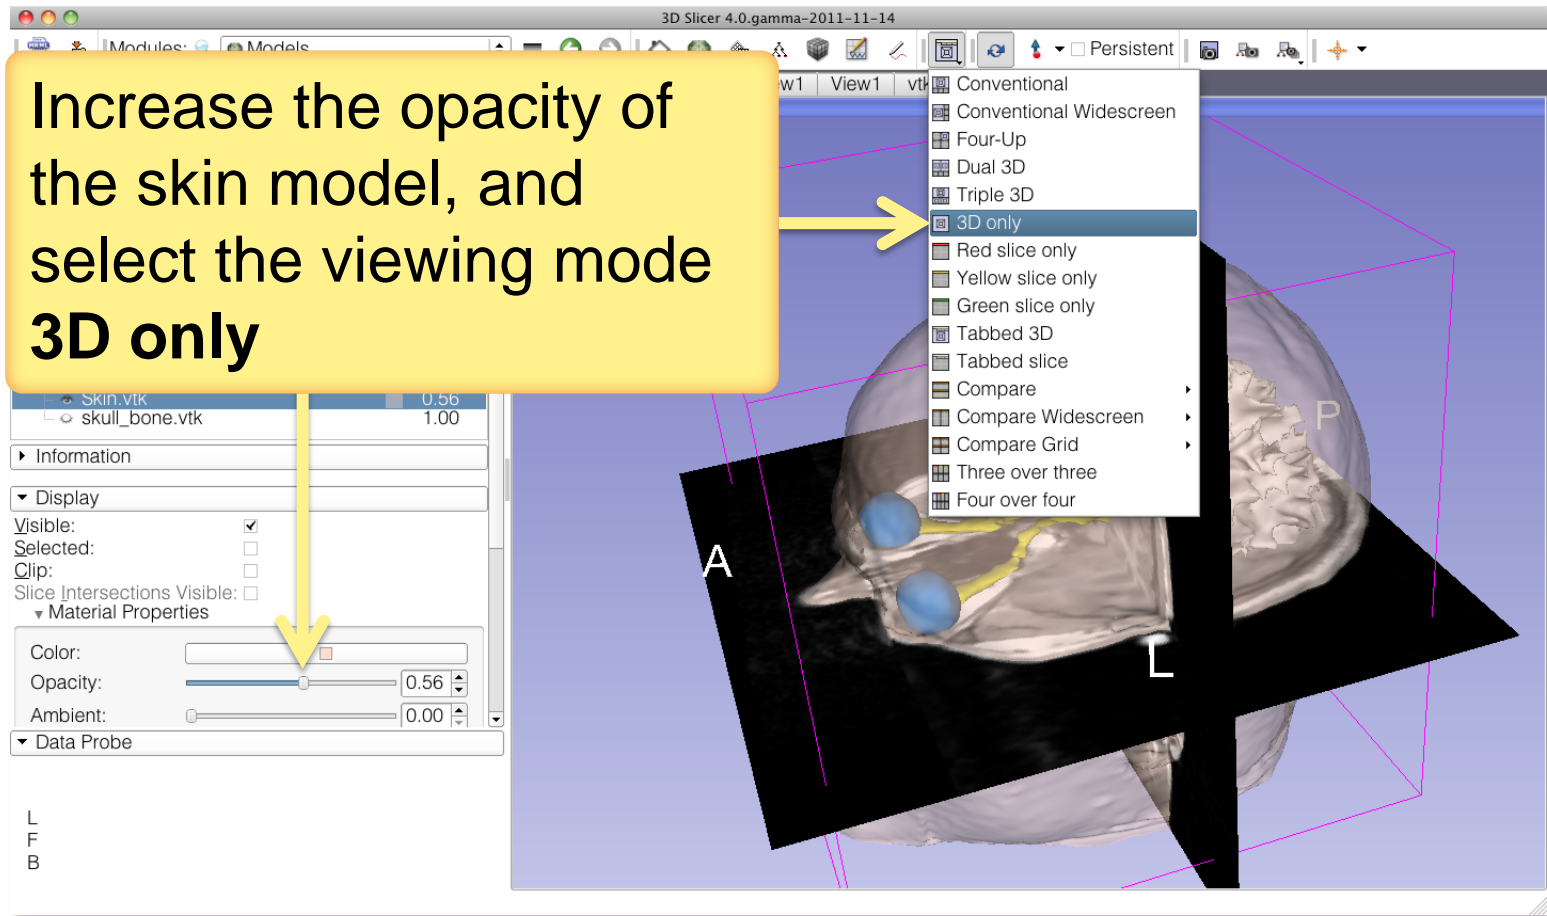 3D Slicer 4.0.gamma-2011-11-14
Modules: Models
Persistent
Increase the opacity of
the skin model, and
select the viewing mode
3D only
View1
Conventional
Conventional Widescreen
Four-Up
Dual 3D
Triple 3D
3D only
Red slice only
Yellow slice only
Green slice only
Tabbed 3D
Tabbed slice
Compare
Compare Widescreen
Compare Grid
Three over three
Four over four
Skin.vtk 0.56
skull_bone.vtk 1.00
Information
Display
Visible:
Selected:
Clip:
Slice Intersections Visible:
Material Properties
Color:
Opacity: 0.56
Ambient: 0.00
Data Probe
L
F
B
A
P
L